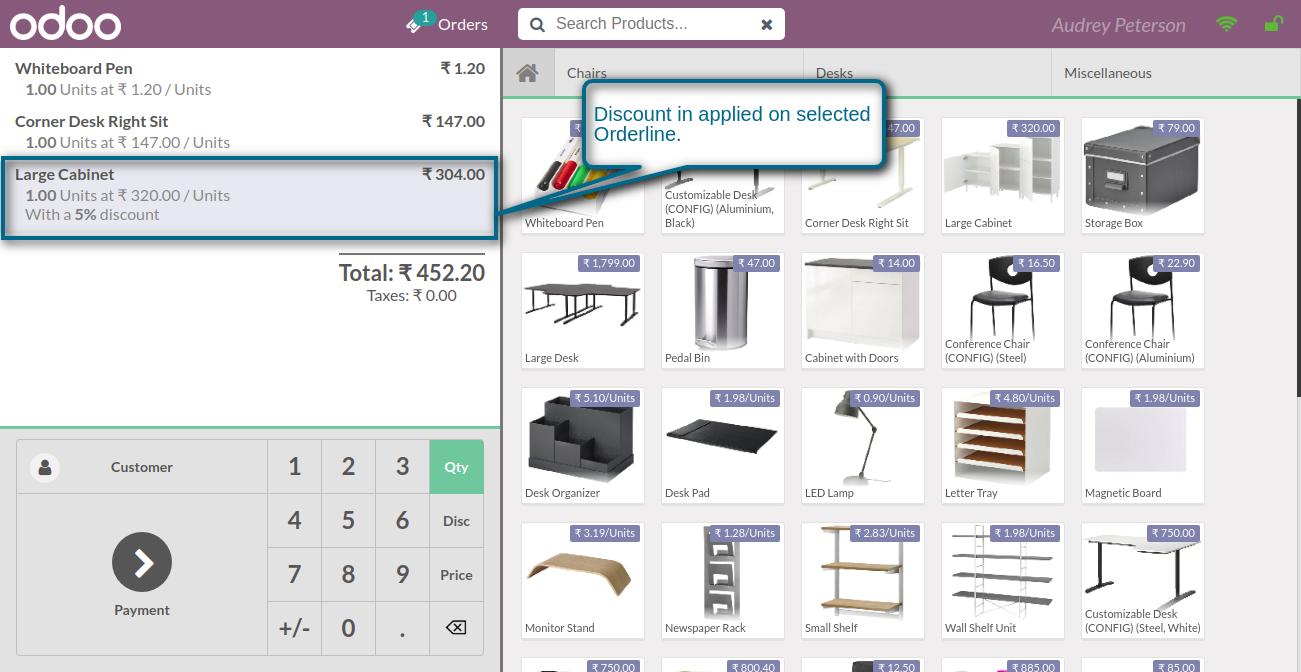 odoo
1
Orders
Search Products...
Audrey Peterson
Whiteboard Pen ₹ 1.20
1.00 Units at ₹ 1.20 / Units
Corner Desk Right Sit ₹ 147.00
1.00 Units at ₹ 147.00 / Units
Large Cabinet ₹ 304.00
1.00 Units at ₹ 320.00 / Units
With a 5% discount
Total: ₹ 452.20
Taxes: ₹ 0.00
Customer
Payment
1 2 3 Qty
4 5 6 Disc
7 8 9 Price
+/- 0 .
Chairs Desks Miscellaneous
Discount in applied on selected
Orderline.
47.00 ₹ 320.00 ₹ 79.00
Whiteboard Pen
Customizable Desk
(CONFIG) (Aluminium,
Black)
Corner Desk Right Sit
Large Cabinet
Storage Box
₹ 1,799.00 ₹ 47.00 ₹ 14.00 ₹ 16.50 ₹ 22.90
Large Desk
Pedal Bin
Cabinet with Doors
Conference Chair
(CONFIG) (Steel)
Conference Chair
(CONFIG) (Aluminium)
₹ 5.10/Units ₹ 1.98/Units ₹ 0.90/Units ₹ 4.80/Units ₹ 1.98/Units
Desk Organizer
Desk Pad
LED Lamp
Letter Tray
Magnetic Board
₹ 3.19/Units ₹ 1.28/Units ₹ 2.83/Units ₹ 1.98/Units ₹ 750.00
Monitor Stand
Newspaper Rack
Small Shelf
Wall Shelf Unit
Customizable Desk
(CONFIG) (Steel, White)
₹ 750.00 ₹ 800.40 ₹ 12.50 ₹ 885.00 ₹ 85.00